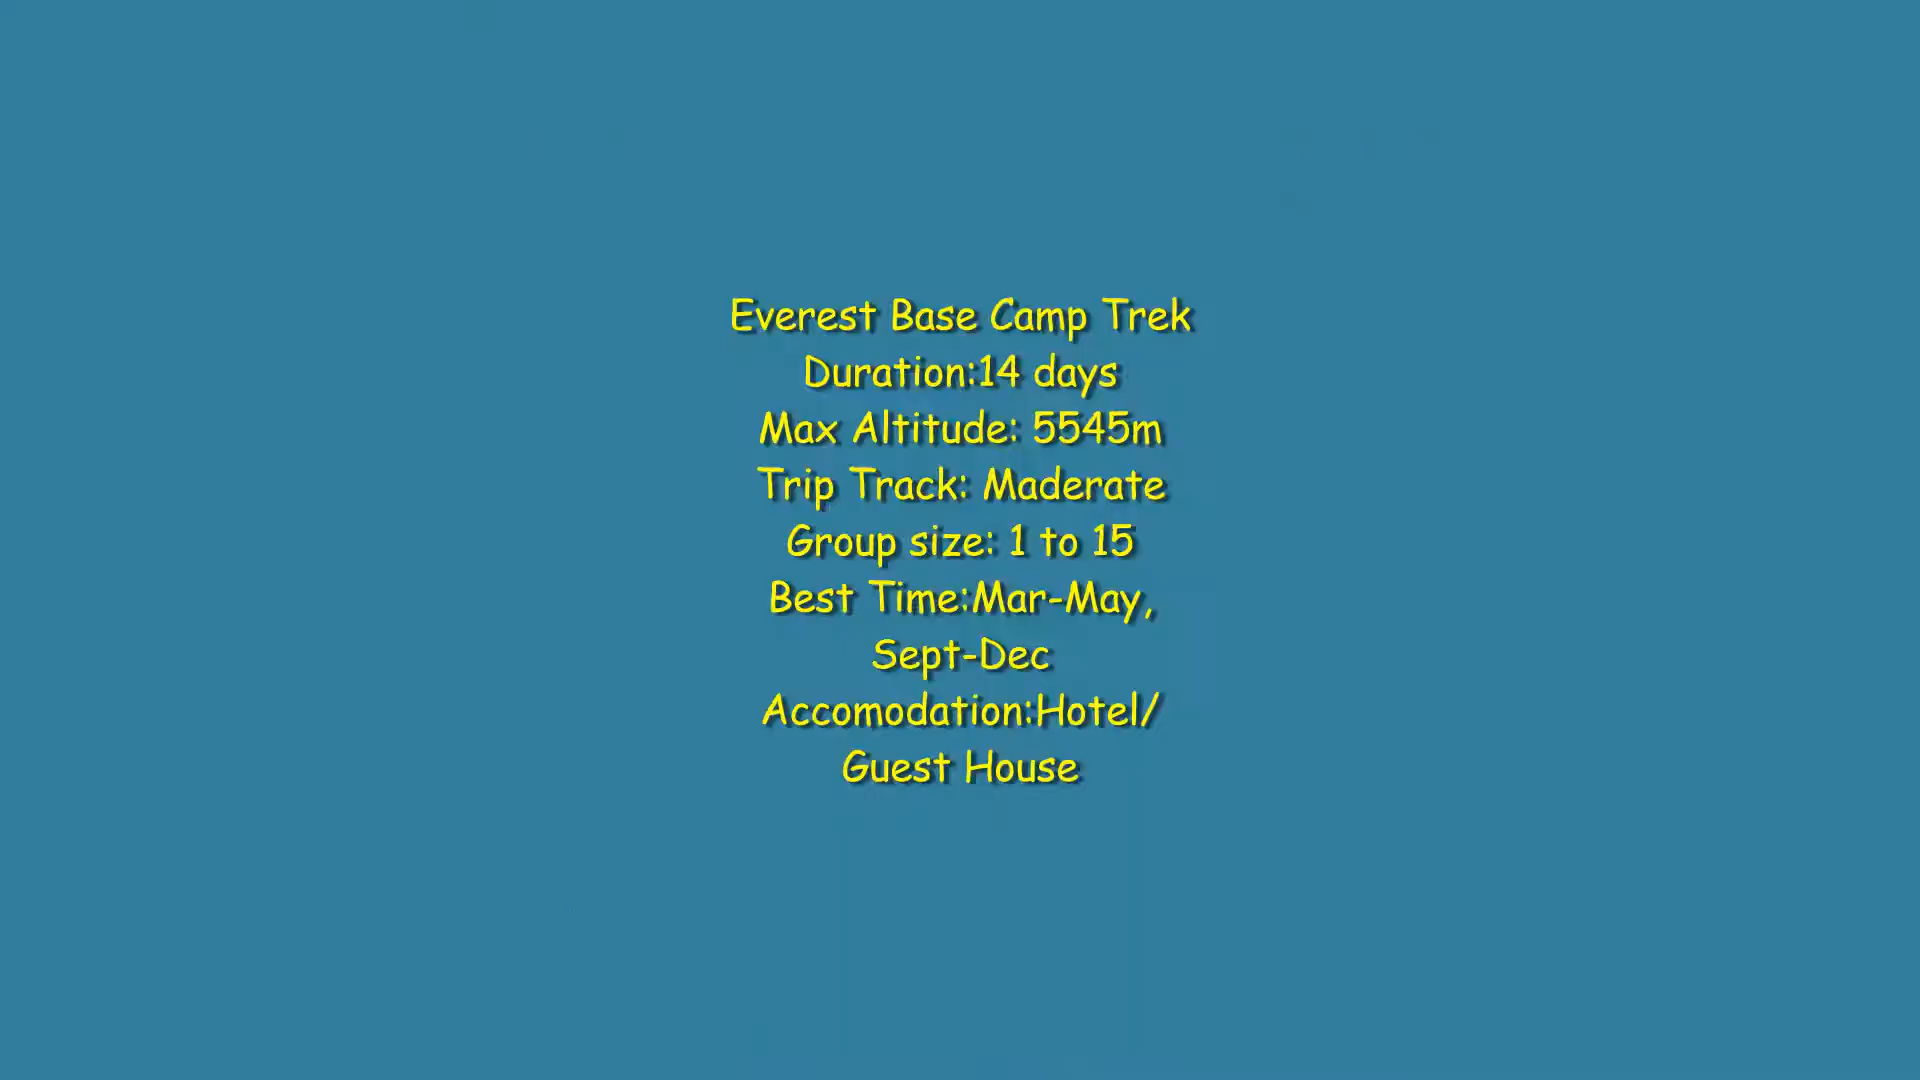 Everest Base Camp Trek
Duration:14 days
Max Altitude: 5545m
Trip Track: Maderate
Group size: 1 to 15
Best Time:Mar-May,
Sept-Dec
Accomodation:Hotel/
Guest House